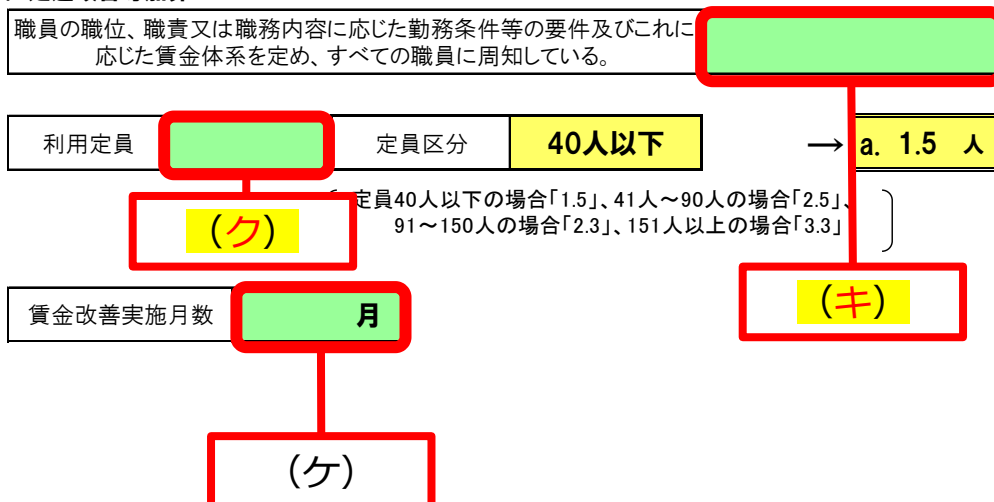 職員の職位、職責又は職務内容に応じた勤務条件等の要件及びこれに
応じた賃金体系を定め、すべての職員に周知している。
利用定員 定員区分 40人以下 → a. 1.5 人
定員40人以下の場合「1.5」、41人～90人の場合「2.5」、
91～150人の場合「2.3」、151人以上の場合「3.3」
(ク)
(キ)
賃金改善実施月数 月
(ケ)